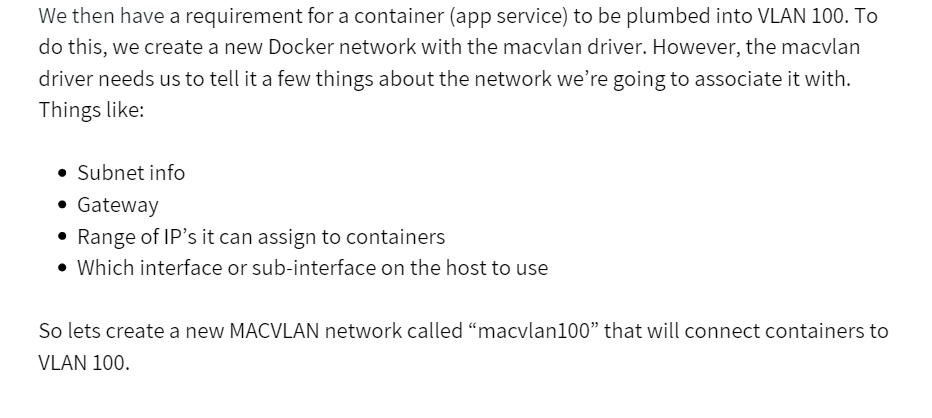 We then have a requirement for a container (app service) to be plumbed into VLAN 100. To
do this, we create a new Docker network with the macvlan driver. However, the macvlan
driver needs us to tell it a few things about the network we’re going to associate it with.
Things like:
• Subnet info
• Gateway
• Range of IP’s it can assign to containers
• Which interface or sub-interface on the host to use
So lets create a new MACVLAN network called “macvlan100” that will connect containers to
VLAN 100.